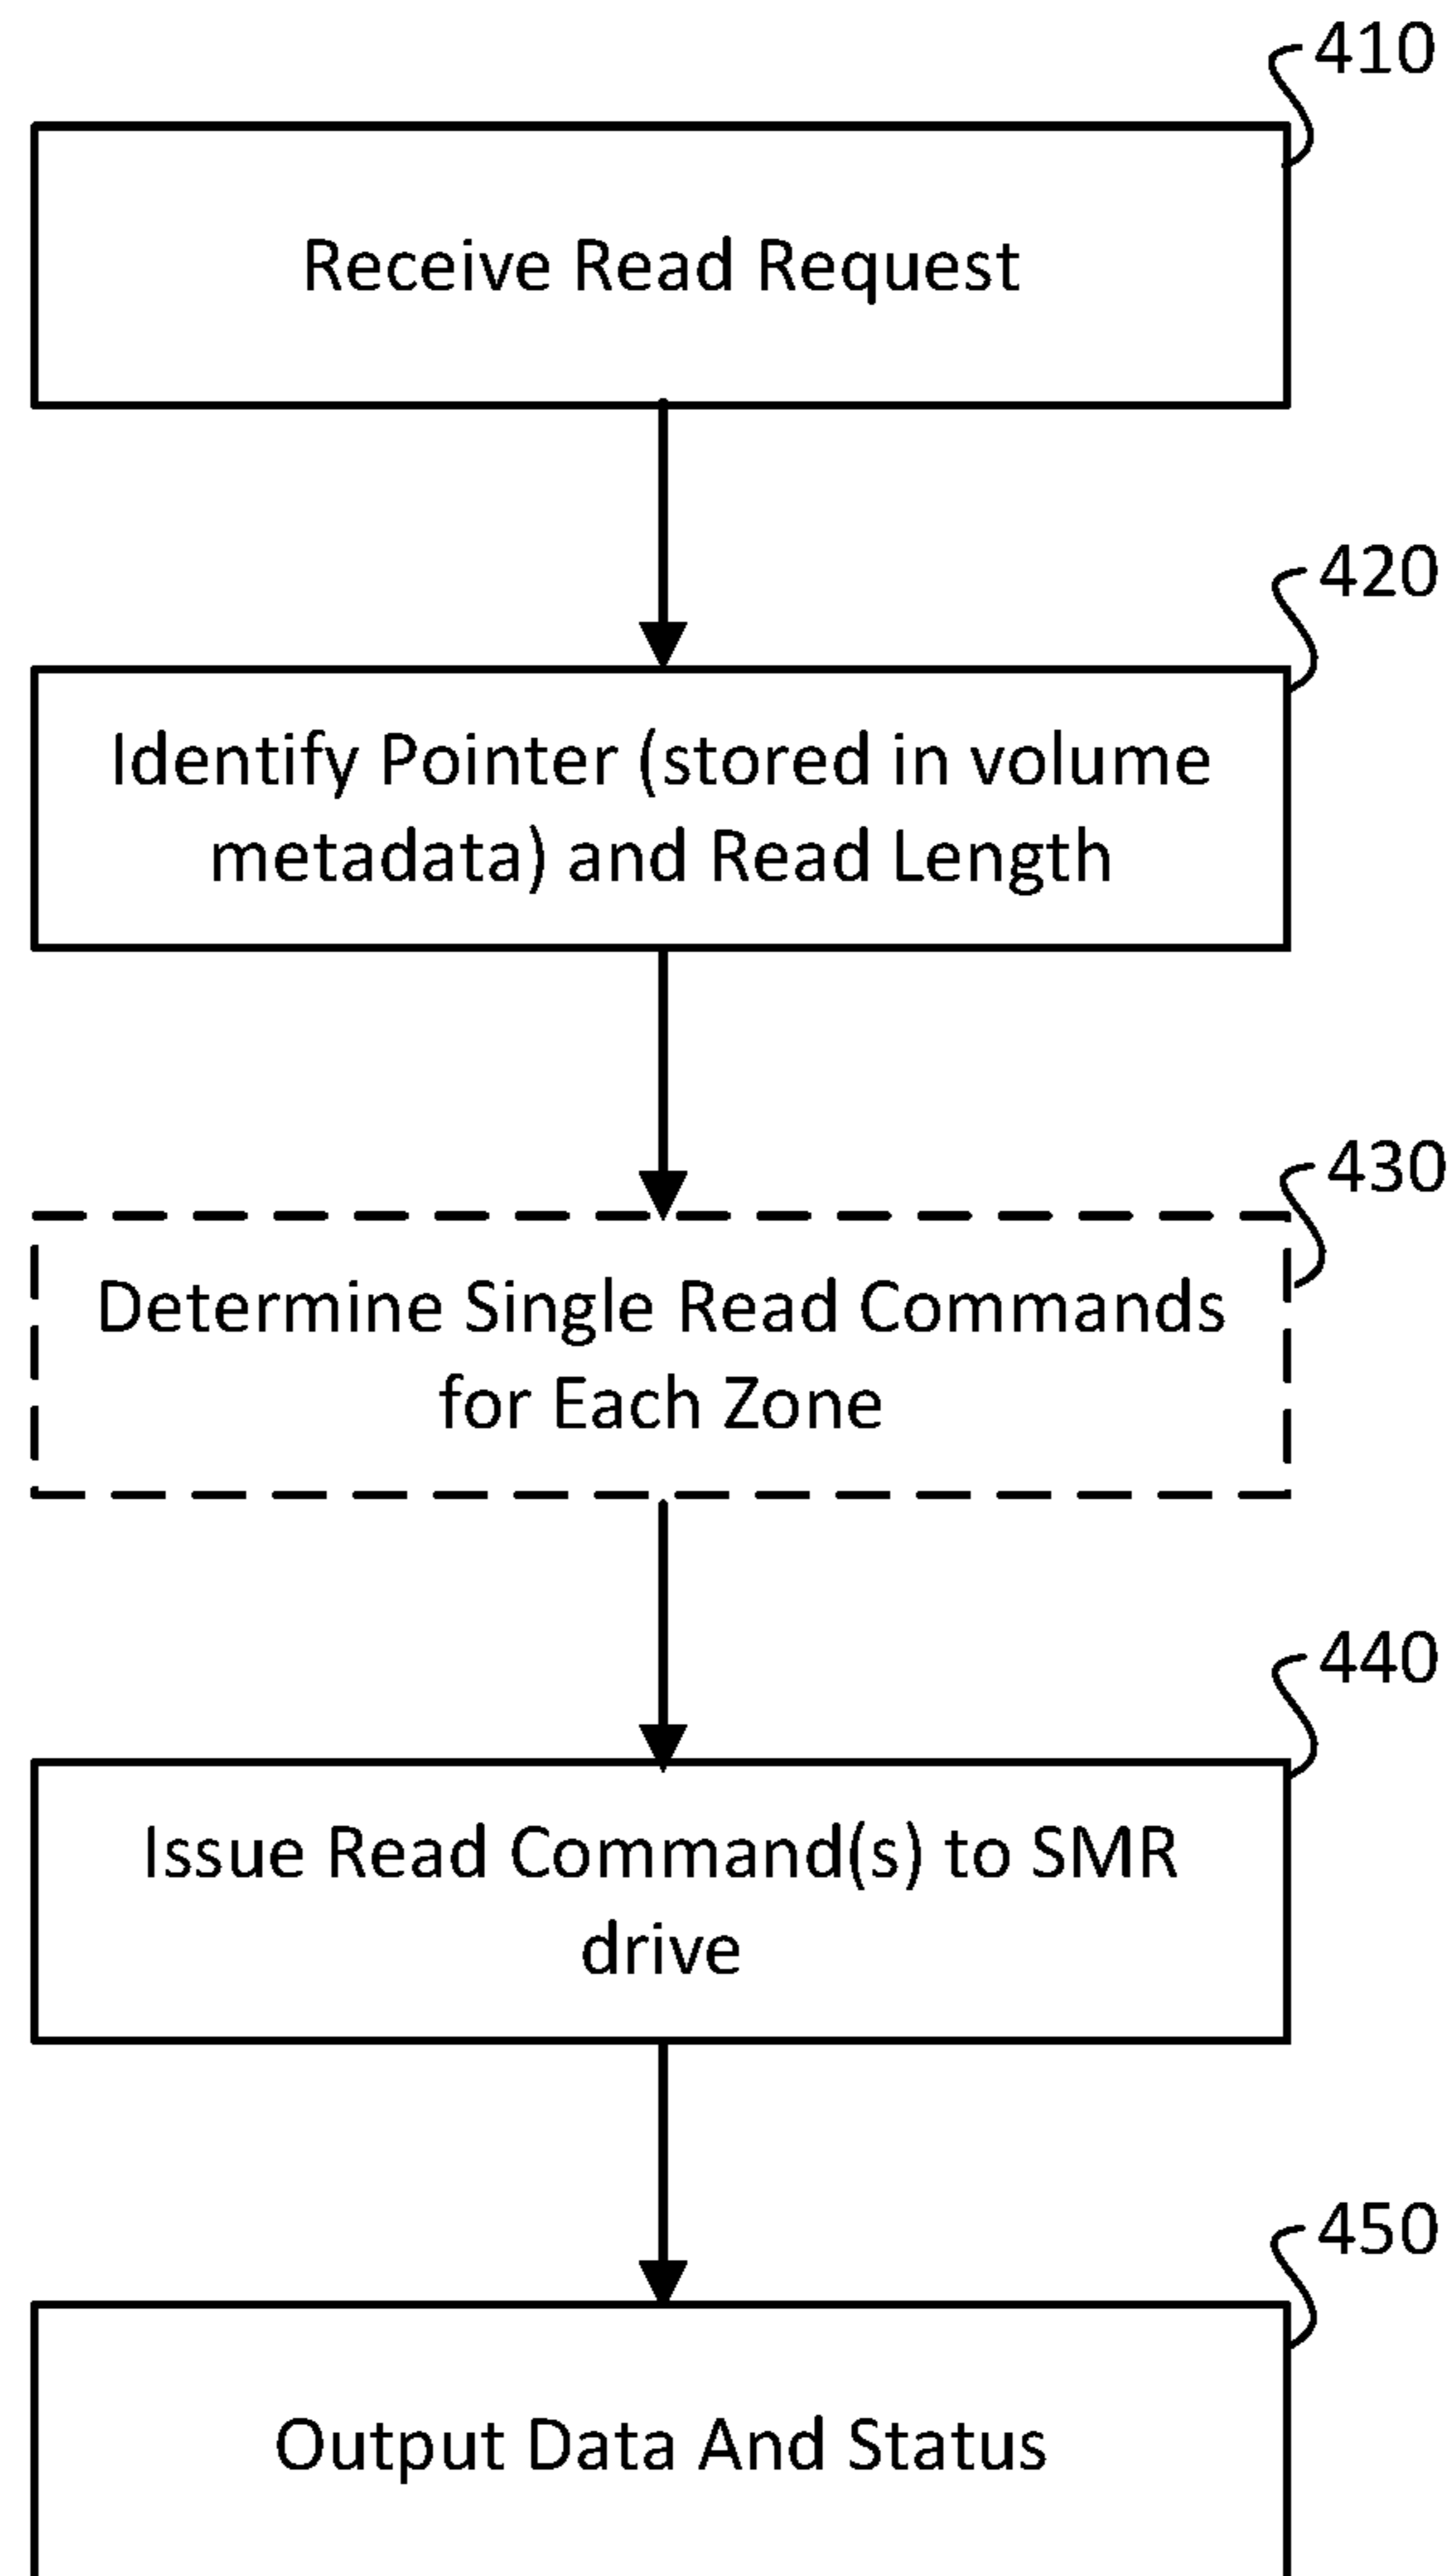 410
Receive Read Request
420
Identify Pointer (stored in volume
metadata) and Read Length
430
Determine Single Read Commands
for Each Zone
440
Issue Read Command(s) to SMR
drive
450
Output Data And Status